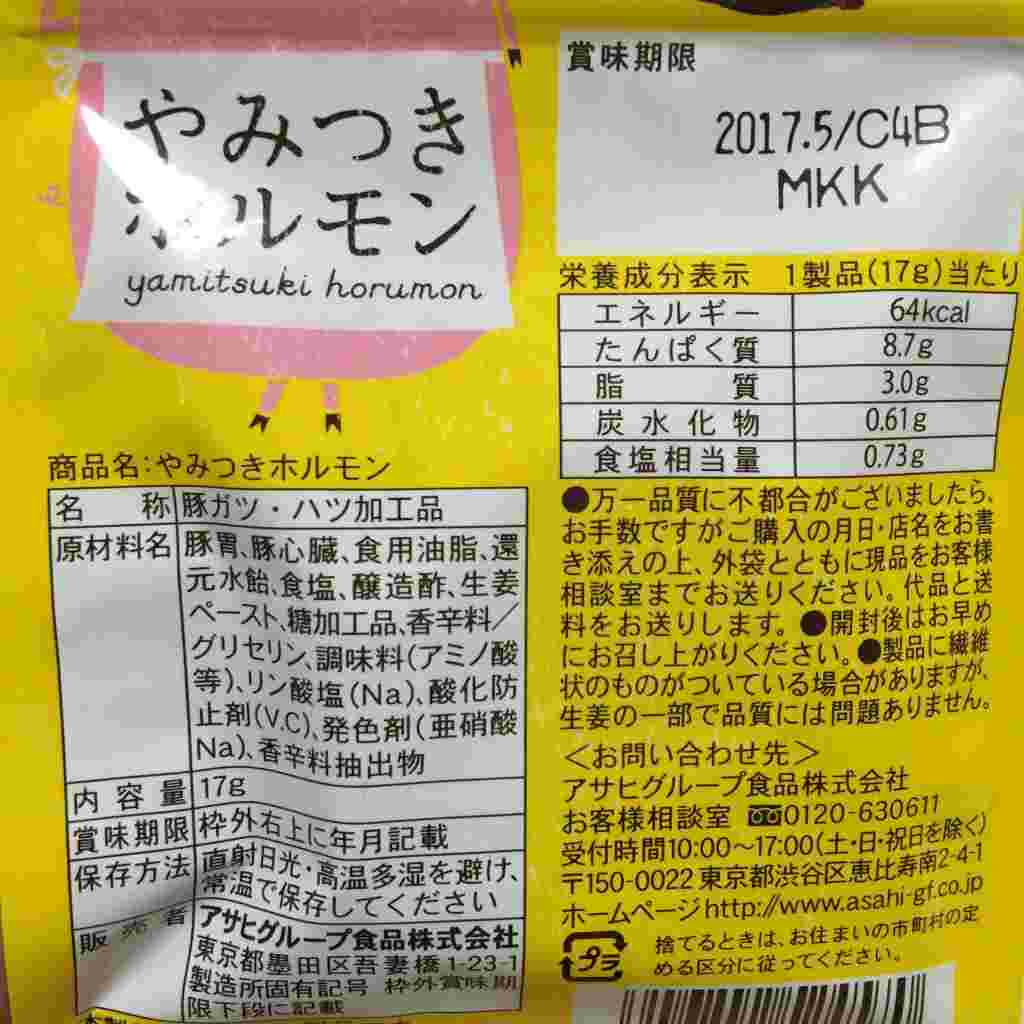 やみつき
ホルモン
yamitsuki horumon
商品名:やみつきホルモン
名称 豚ガツ・ハツ加工品
原材料名 豚胃、豚心臓、食用油脂、還
元水飴、食塩、醸造酢、生姜
ペースト、糖加工品、香辛料/
グリセリン、調味料(アミノ酸
等)、リン酸塩(Na)、酸化防
止剤(V.C)、発色剤(亜硝酸
Na)、香辛料抽出物
内容量 17g
賞味期限 枠外右上に年月記載
保存方法 直射日光・高温多湿を避け、
常温で保存してください
販売者 アサヒグループ食品株式会社
東京都墨田区吾妻橋1-23-1
製造所固有記号 枠外賞味期
限下段に記載
賞味期限
2017.5/C4B
MKK
栄養成分表示 1製品(17g)当たり
エネルギー 64kcal
たんぱく質 8.7g
脂質 3.0g
炭水化物 0.61g
食塩相当量 0.73g
●万一品質に不都合がございましたら、
お手数ですがご購入の月日・店名をお書
き添えの上、外袋とともに現品をお客様
相談室までお送りください。代品と送
料をお送りします。●開封後はお早め
にお召し上がりください。●製品に繊維
状のものがついている場合がありますが、
生姜の一部で品質には問題ありません。
<お問い合わせ先>
アサヒグループ食品株式会社
お客様相談室 0120-630611
受付時間10:00~17:00(土・日・祝日を除く)
〒150-0022 東京都渋谷区恵比寿南2-4-1
ホームページhttp://www.asahi-gf.co.jp
プラ 捨てるときは、お住まいの市町村の定
める区分に従ってください。